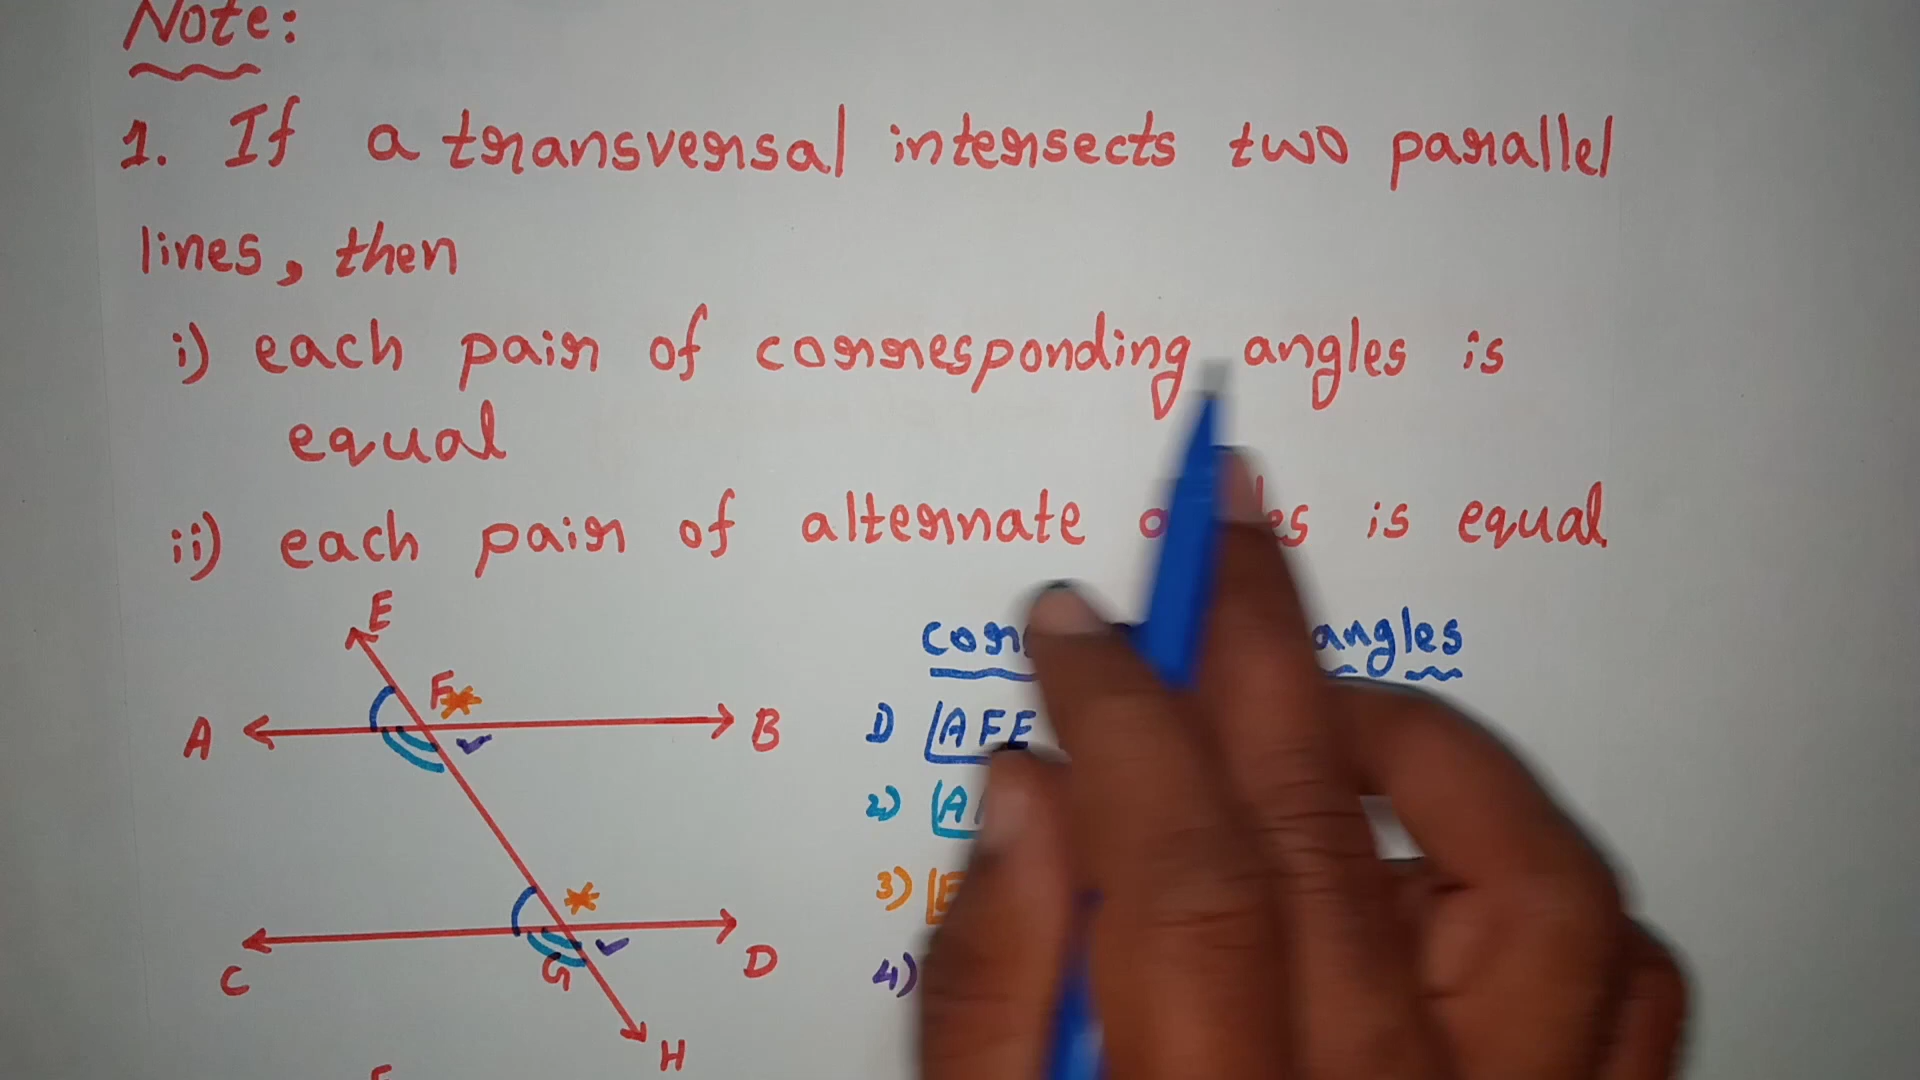 Note:
1. If a transversal intersects two parallel
lines, then
i) each pair of corresponding angles is
equal
ii) each pair of alternate is equal
E
F
A B
C D
G
H
angles
1) AFE
2)
3)
4)